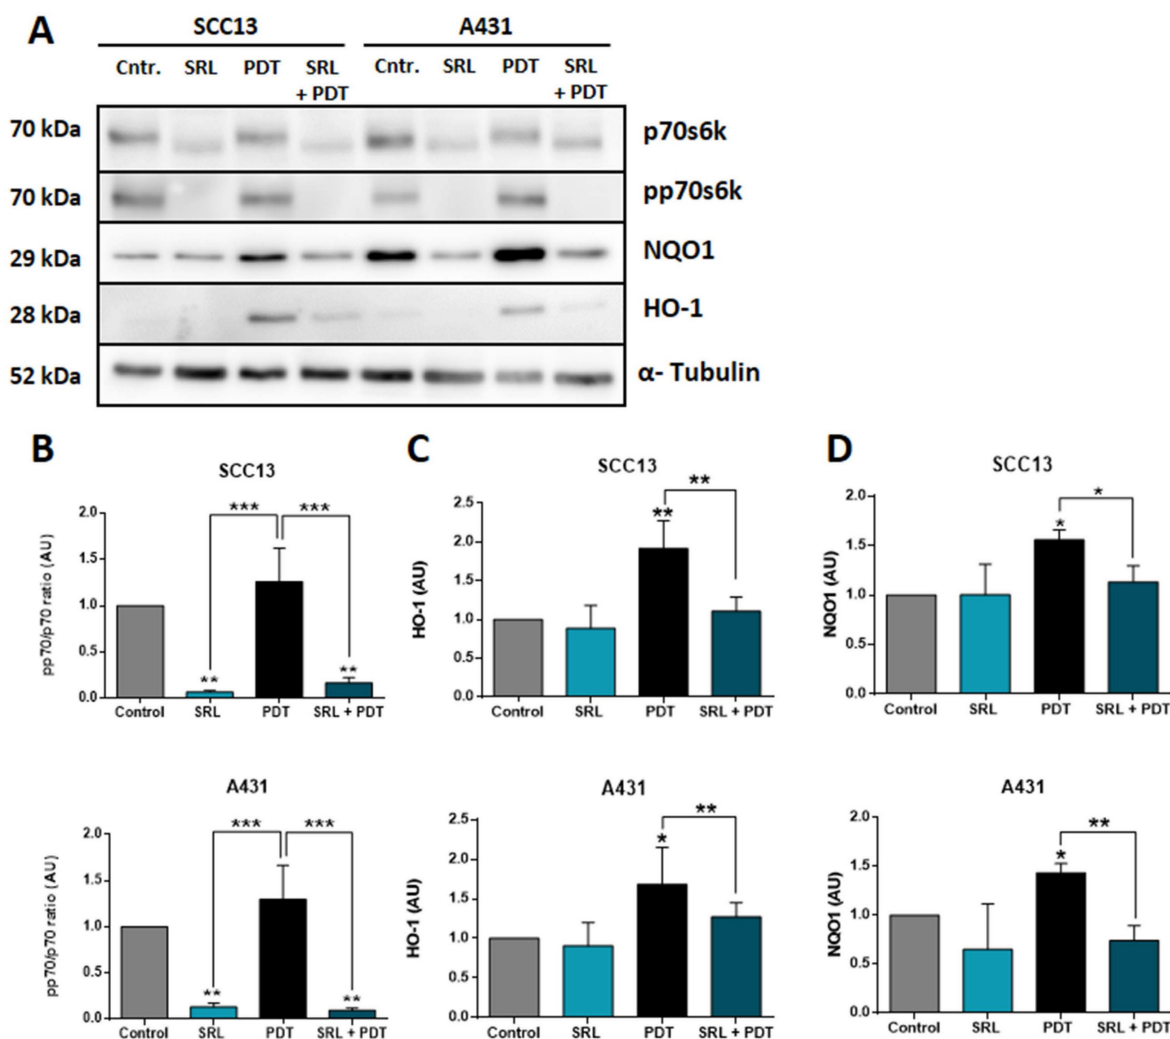 A
SCC13
A431
Cntr.
SRL
PDT
SRL
+ PDT
Cntr.
SRL
PDT
SRL
+ PDT
70 kDa
p70s6k
70 kDa
pp70s6k
29 kDa
NQO1
28 kDa
HO-1
52 kDa
α- Tubulin
B
SCC13
pp70/p70 ratio (AU)
2.0
1.5
1.0
0.5
0.0
***
***
**
**
Control
SRL
PDT
SRL + PDT
A431
pp70/p70 ratio (AU)
2.0
1.5
1.0
0.5
0.0
***
***
**
**
Control
SRL
PDT
SRL + PDT
C
SCC13
HO-1 (AU)
2.5
2.0
1.5
1.0
0.5
0.0
**
**
Control
SRL
PDT
SRL + PDT
A431
HO-1 (AU)
2.5
2.0
1.5
1.0
0.5
0.0
**
*
Control
SRL
PDT
SRL + PDT
D
SCC13
NQO1 (AU)
2.0
1.5
1.0
0.5
0.0
*
*
Control
SRL
PDT
SRL + PDT
A431
NQO1 (AU)
2.0
1.5
1.0
0.5
0.0
**
*
Control
SRL
PDT
SRL + PDT